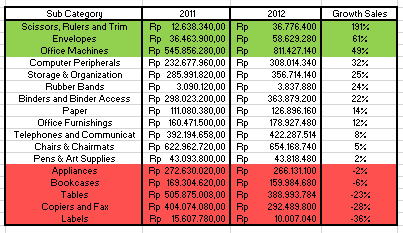 Sub Category 2011 2012 Growth Sales
Scissors, Rulers and Trim Rp 12.638.340,00 Rp 36.776.400 191%
Envelopes Rp 36.463.900,00 Rp 58.629.280 61%
Office Machines Rp 545.856.280,00 Rp 811.427.140 49%
Computer Peripherals Rp 232.677.960,00 Rp 308.014.340 32%
Storage & Organization Rp 285.991.820,00 Rp 356.714.140 25%
Rubber Bands Rp 3.090.120,00 Rp 3.837.880 24%
Binders and Binder Access Rp 298.023.200,00 Rp 363.879.200 22%
Paper Rp 111.080.380,00 Rp 126.896.160 14%
Office Furnishings Rp 160.471.500,00 Rp 178.927.480 12%
Telephones and Communicat Rp 392.194.658,00 Rp 422.287.514 8%
Chairs & Chairmats Rp 622.962.720,00 Rp 654.168.740 5%
Pens & Art Supplies Rp 43.093.800,00 Rp 43.818.480 2%
Appliances Rp 272.630.020,00 Rp 266.131.100 -2%
Bookcases Rp 169.304.620,00 Rp 159.984.680 -6%
Tables Rp 505.875.008,00 Rp 388.993.784 -23%
Copiers and Fax Rp 404.074.080,00 Rp 292.489.800 -28%
Labels Rp 15.607.780,00 Rp 10.007.040 -36%